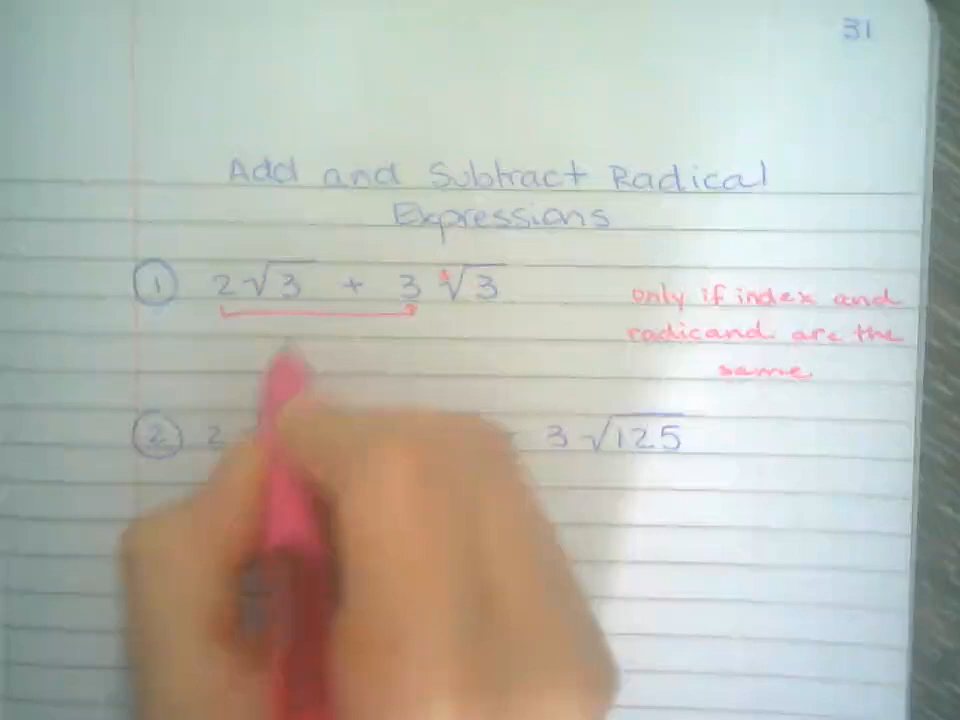 31
Add and Subtract Radical
Expressions
① 2√3 + 3 √3
only if index and
radicand are the
same.
② 2 3√125